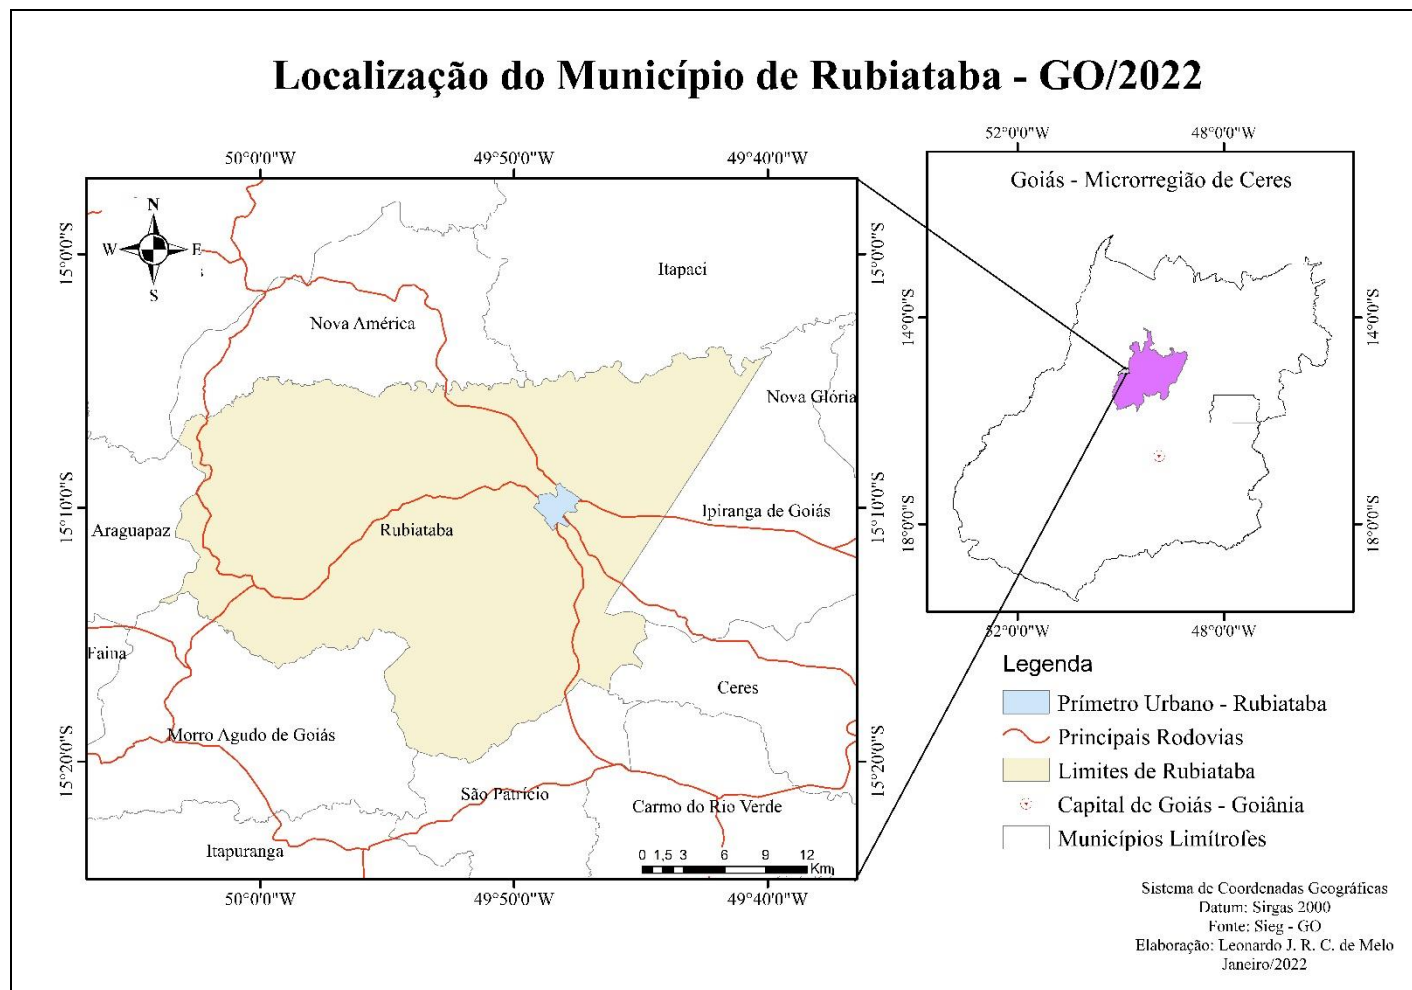 Localização do Município de Rubiataba - GO/2022
50°0'0"W 49°50'0"W 49°40'0"W
15°0'0"S 15°10'0"S 15°20'0"S
N
W E
S
Itapaci
Nova América
Nova Glória
Ipiranga de Goiás
Araguapaz
Rubiataba
Faina
Ceres
Morro Agudo de Goiás
São Patrício
Carmo do Rio Verde
Itapuranga
0 1,5 3 6 9 12
Km
15°0'0"S 15°10'0"S 15°20'0"S
50°0'0"W 49°50'0"W 49°40'0"W
52°0'0"W 48°0'0"W
Goiás - Microrregião de Ceres
14°0'0"S 14°0'0"S
18°0'0"S 18°0'0"S
52°0'0"W 48°0'0"W
Legenda
Prímetro Urbano - Rubiataba
Principais Rodovias
Limites de Rubiataba
Capital de Goiás - Goiânia
Municípios Limítrofes
Sistema de Coordenadas Geográficas
Datum: Sirgas 2000
Fonte: Sieg - GO
Elaboração: Leonardo J. R. C. de Melo
Janeiro/2022